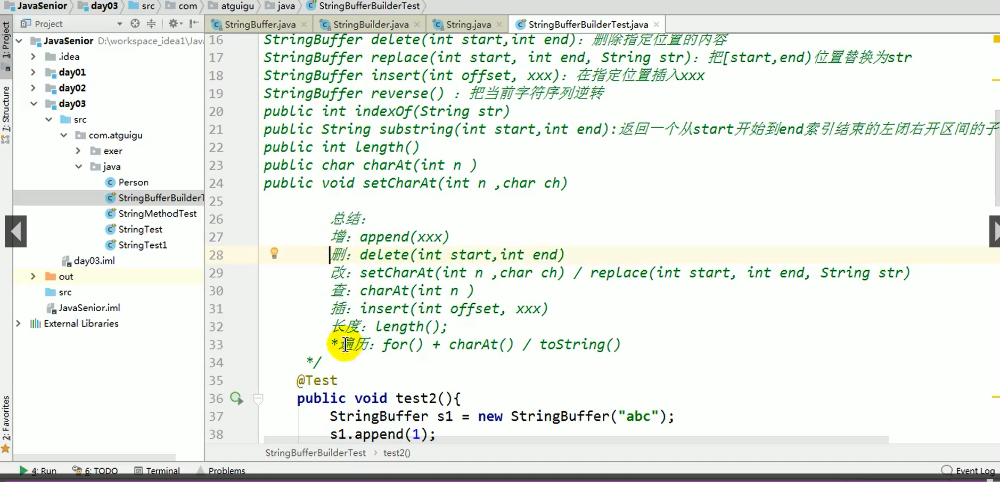 JavaSenior day03 src com atguigu java StringBufferBuilderTest
Project
StringBuffer.java StringBuilder.java String.java StringBufferBuilderTest.java
1: Project
7: Structure
2: Favorites
JavaSenior D:\workspace_idea1\Java
.idea
day01
day02
day03
src
com.atguigu
exer
java
Person
StringBufferBuilderT
StringMethodTest
StringTest
StringTest1
day03.iml
out
src
JavaSenior.iml
External Libraries
16 StringBuffer delete(int start,int end): 删除指定位置的内容
17 StringBuffer replace(int start, int end, String str): 把[start,end)位置替换为str
18 StringBuffer insert(int offset, xxx): 在指定位置插入xxx
19 StringBuffer reverse() : 把当前字符序列逆转
20 public int indexOf(String str)
21 public String substring(int start,int end):返回一个从start开始到end索引结束的左闭右开区间的子
22 public int length()
23 public char charAt(int n )
24 public void setCharAt(int n ,char ch)
25
26 总结:
27 增: append(xxx)
28 删: delete(int start,int end)
29 改: setCharAt(int n ,char ch) / replace(int start, int end, String str)
30 查: charAt(int n )
31 插: insert(int offset, xxx)
32 长度: length();
33 *遍历: for() + charAt() / toString()
34 */
35 @Test
36 public void test2(){
37 StringBuffer s1 = new StringBuffer("abc");
38 s1.append(1);
StringBufferBuilderTest › test2()
4: Run 6: TODO Terminal Problems Event Log